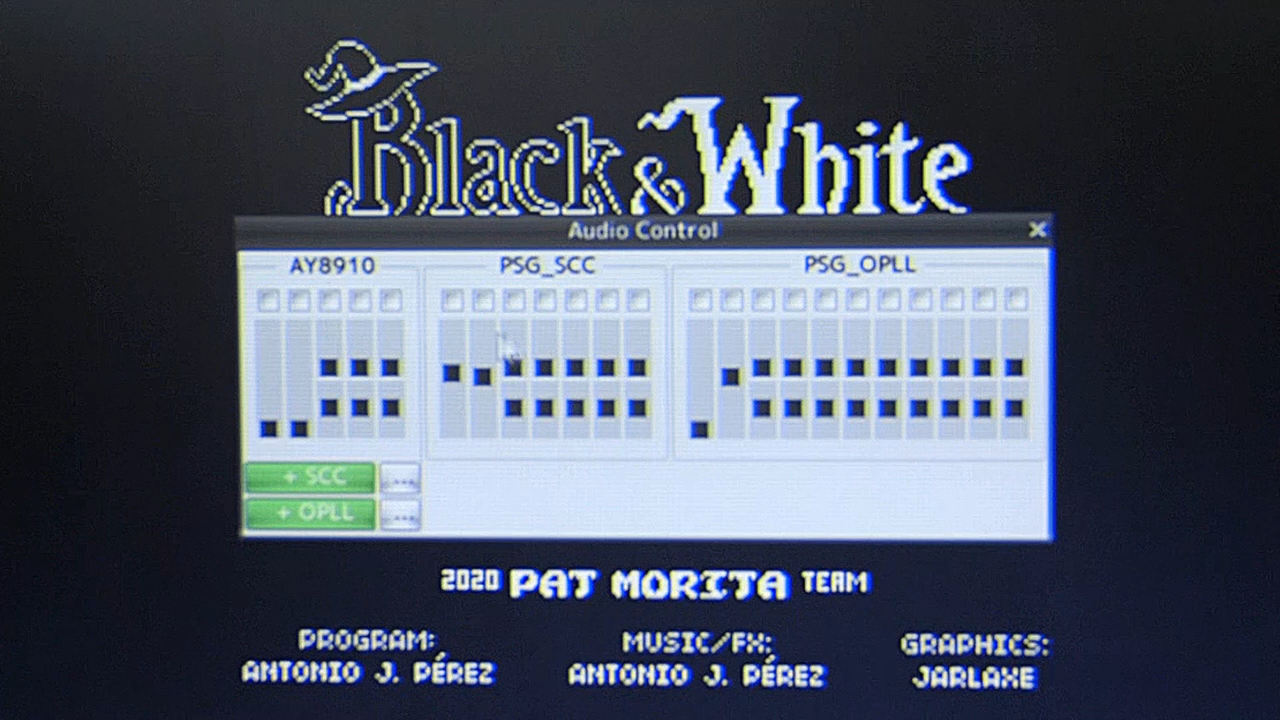 Black & White
Audio Control X
AY8910 PSG_SCC PSG_OPLL
+ SCC ...
+ OPLL ...
2020 PAT MORITA TEAM
PROGRAM: MUSIC/FX: GRAPHICS:
ANTONIO J. PÉREZ ANTONIO J. PÉREZ JARLAXE